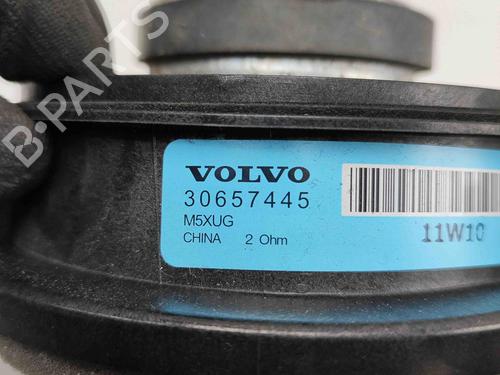 B-PARTS
VOLVO
30657445
M5XUG
CHINA 2 Ohm
11W10